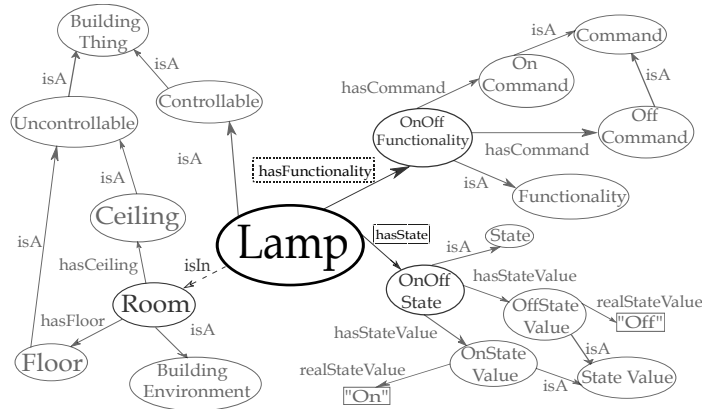 Building
Thing
isA
isA
Controllable
Uncontrollable
isA
isA
Ceiling
isA
hasCeiling
isIn
Room
hasFloor
isA
Floor
Building
Environment
Lamp
hasFunctionality
hasState
isA
Command
On
Command
hasCommand
isA
OnOff
Functionality
Off
Command
hasCommand
isA
Functionality
State
isA
OnOff
State
hasStateValue
OffState
Value
realStateValue
"Off"
hasStateValue
isA
OnState
Value
realStateValue
"On"
isA
State Value